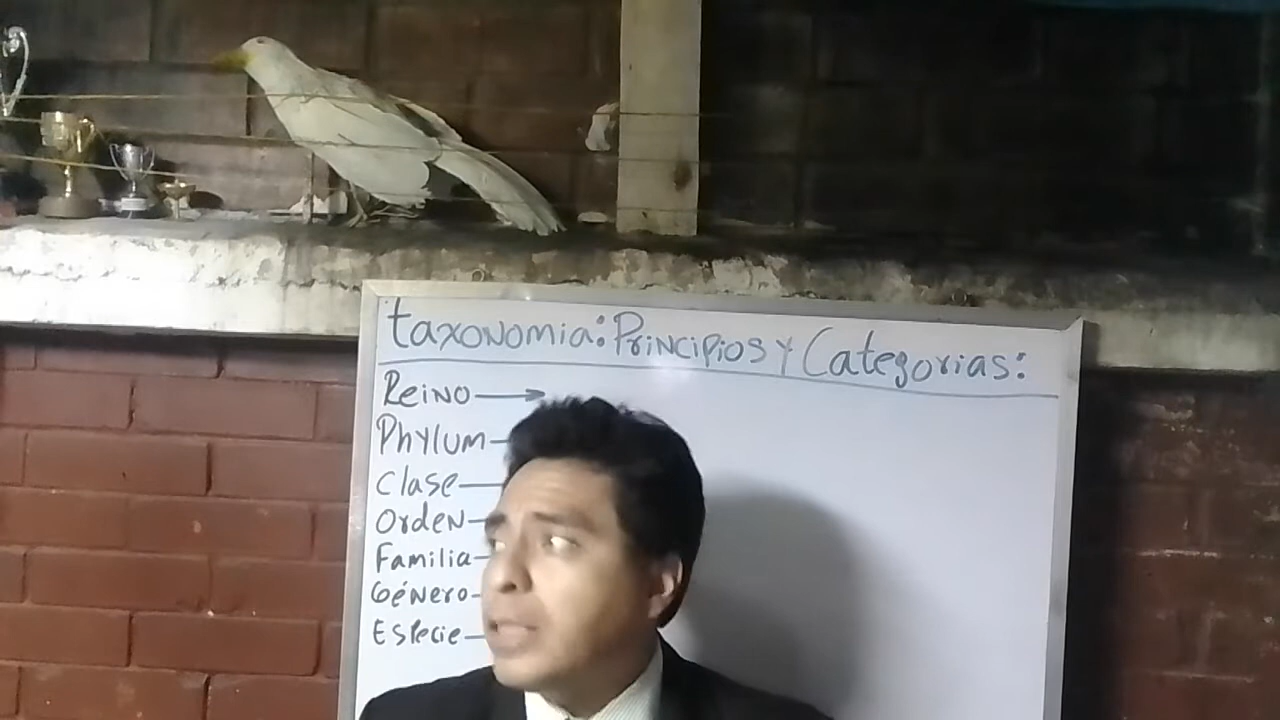 taxonomia: Principios y Categorias:
Reino
Phylum
Clase
Orden
Familia
Género
Especie